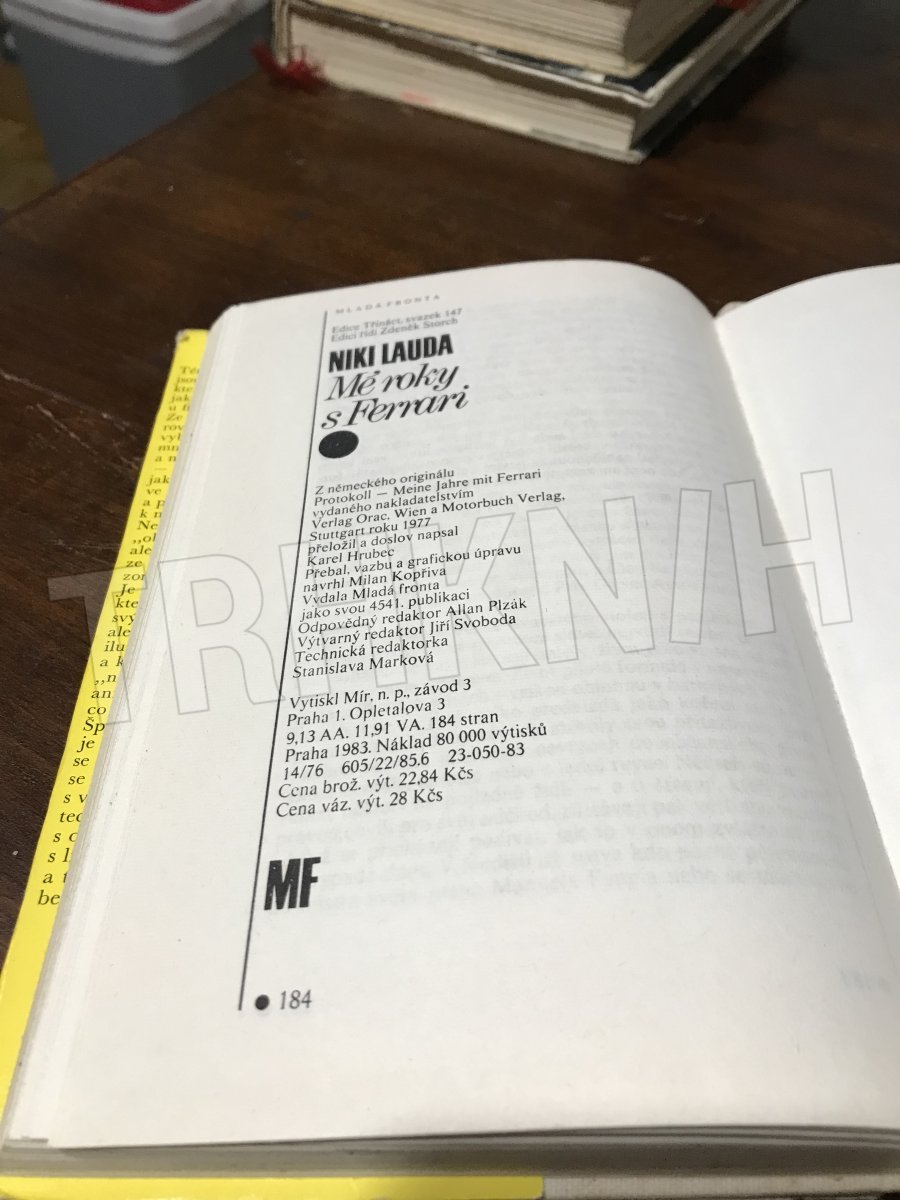 MLADÁ FRONTA
Edice Třináct, svazek 147
Edici řídí Zdeněk Storch
NIKI LAUDA
Mé roky
s Ferrari
Z německého originálu
Protokoll — Meine Jahre mit Ferrari
vydaného nakladatelstvím
Verlag Orac, Wien a Motorbuch Verlag,
Stuttgart roku 1977
přeložil a doslov napsal
Karel Hrubec
Přebal, vazbu a grafickou úpravu
navrhl Milan Kopřiva
Vydala Mladá fronta
jako svou 4541. publikaci
Odpovědný redaktor Allan Plzák
Výtvarný redaktor Jiří Svoboda
Technická redaktorka
Stanislava Marková
Vytiskl Mír, n. p., závod 3
Praha 1. Opletalova 3
9,13 AA. 11,91 VA. 184 stran
Praha 1983. Náklad 80 000 výtisků
14/76 605/22/85.6 23-050-83
Cena brož. výt. 22,84 Kčs
Cena váz. výt. 28 Kčs
MF
184